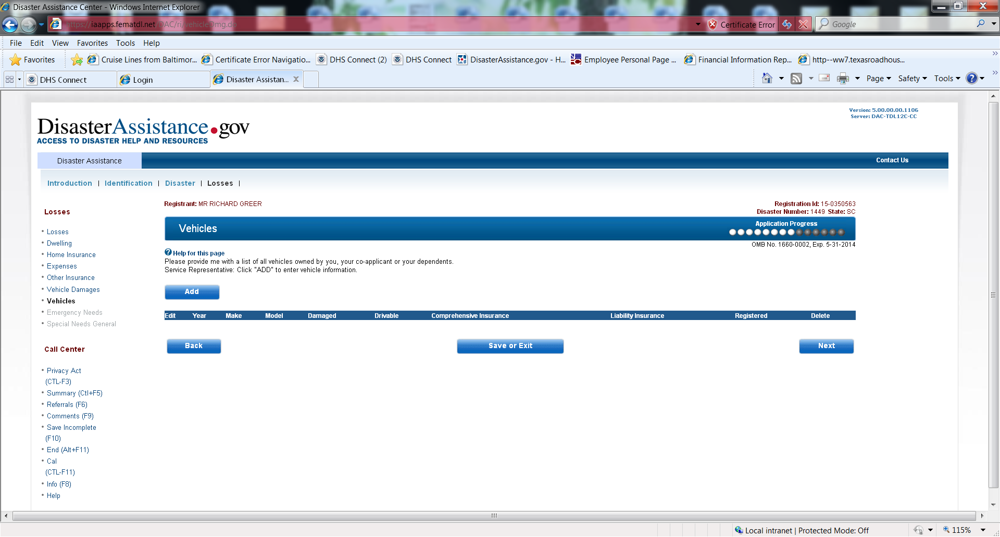 Disaster Assistance Center - Windows Internet Explorer
https://iaapps.fematdl.net/DAC/ri/vehicleDmg.do
Certificate Error
Google
File Edit View Favorites Tools Help
Favorites
Cruise Lines from Baltimor...
Certificate Error Navigatio...
DHS Connect (2)
DHS Connect
DisasterAssistance.gov - H...
Employee Personal Page ...
Financial Information Rep...
http--ww7.texasroadhous...
DHS Connect
Login
Disaster Assistan...
Page Safety Tools
Version: 5.00.00.00.1106
Server: DAC-TDL12C-CC
DisasterAssistance.gov
ACCESS TO DISASTER HELP AND RESOURCES
Disaster Assistance
Contact Us
Introduction | Identification | Disaster | Losses |
Losses
Losses
Dwelling
Home Insurance
Expenses
Other Insurance
Vehicle Damages
Vehicles
Emergency Needs
Special Needs General
Call Center
Privacy Act
(CTL-F3)
Summary (Ctl+F5)
Referrals (F6)
Comments (F9)
Save Incomplete
(F10)
End (Alt+F11)
Cal
(CTL-F11)
Info (F8)
Help
Registrant: MR RICHARD GREER
Registration Id: 15-0350563
Disaster Number: 1449 State: SC
Vehicles
Application Progress
OMB No. 1660-0002, Exp. 5-31-2014
Help for this page
Please provide me with a list of all vehicles owned by you, your co-applicant or your dependents.
Service Representative: Click "ADD" to enter vehicle information.
Add
Edit Year Make Model Damaged Drivable Comprehensive Insurance Liability Insurance Registered Delete
Back
Save or Exit
Next
Local intranet | Protected Mode: Off
115%